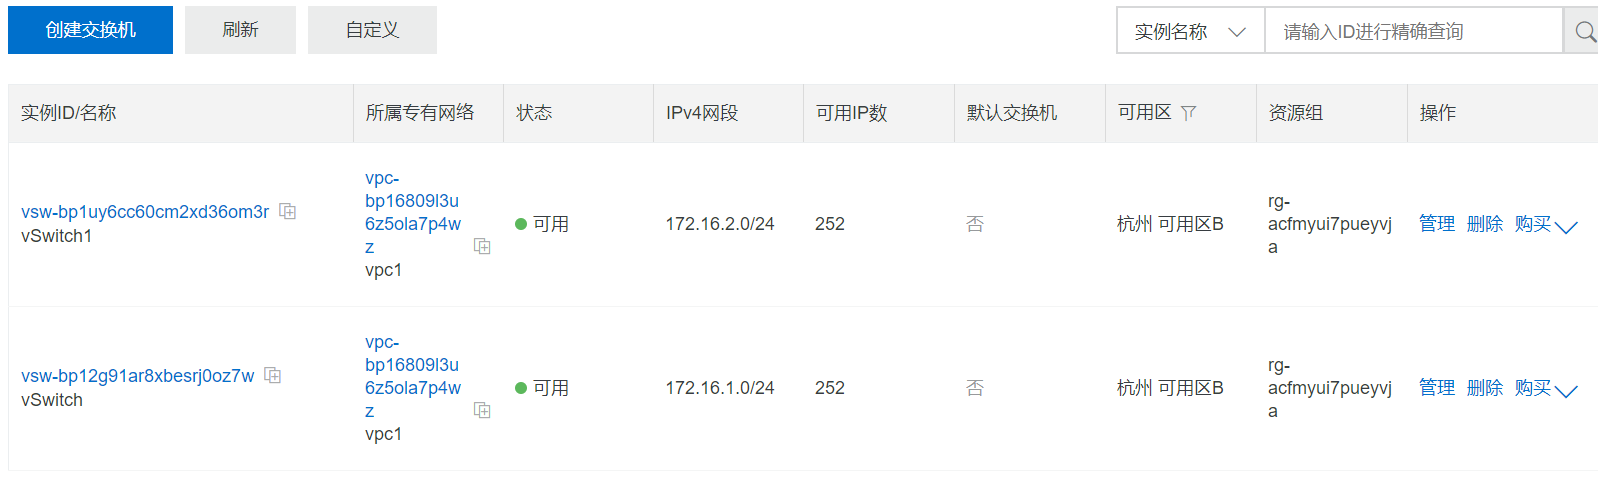 创建交换机 刷新 自定义 实例名称 请输入ID进行精确查询
实例ID/名称 所属专有网络 状态 IPv4网段 可用IP数 默认交换机 可用区 资源组 操作
vsw-bp1uy6cc60cm2xd36om3r
vSwitch1
vpc-
bp16809l3u
6z5ola7p4w
z
vpc1
可用
172.16.2.0/24
252
否
杭州 可用区B
rg-
acfmyui7pueyvj
a
管理 删除 购买
vsw-bp12g91ar8xbesrj0oz7w
vSwitch
vpc-
bp16809l3u
6z5ola7p4w
z
vpc1
可用
172.16.1.0/24
252
否
杭州 可用区B
rg-
acfmyui7pueyvj
a
管理 删除 购买